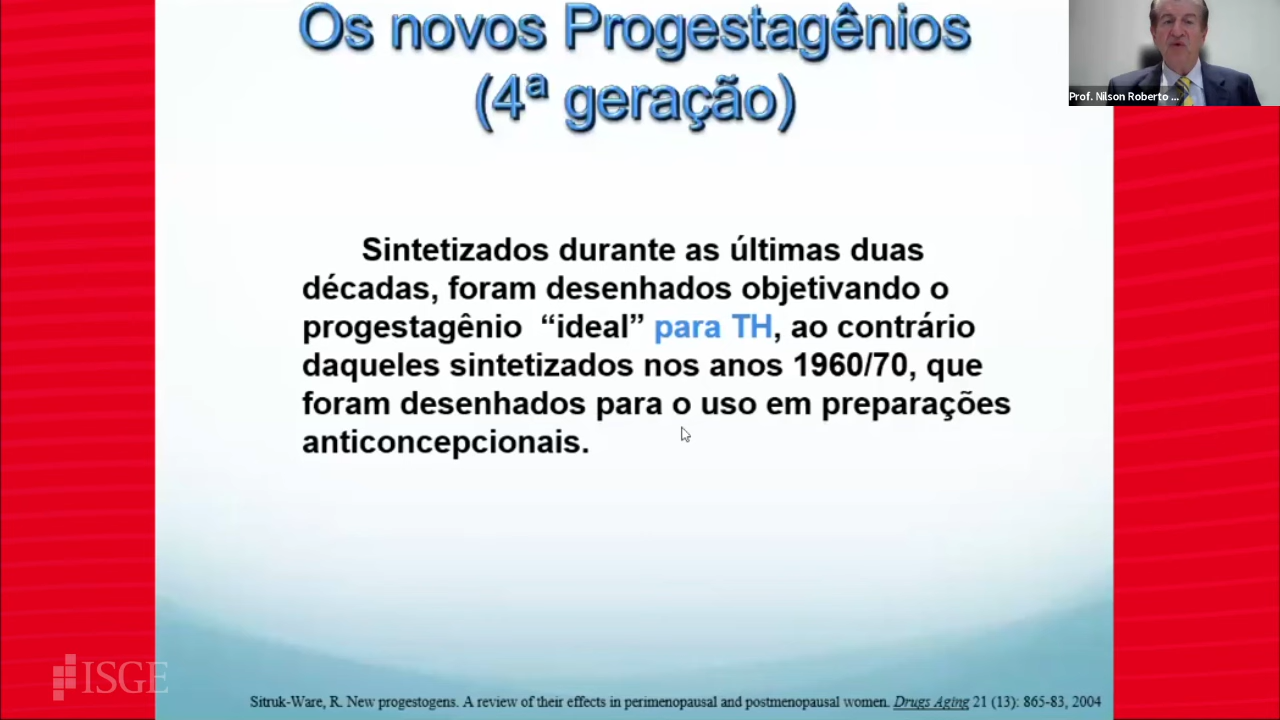 Os novos Progestagênios
(4ª geração)
Prof. Nilson Roberto ...
Sintetizados durante as últimas duas
décadas, foram desenhados objetivando o
progestagênio “ideal” para TH, ao contrário
daqueles sintetizados nos anos 1960/70, que
foram desenhados para o uso em preparações
anticoncepcionais.
ISGE
Sitruk-Ware, R. New progestogens. A review of their effects in perimenopausal and postmenopausal women. Drugs Aging 21 (13): 865-83, 2004